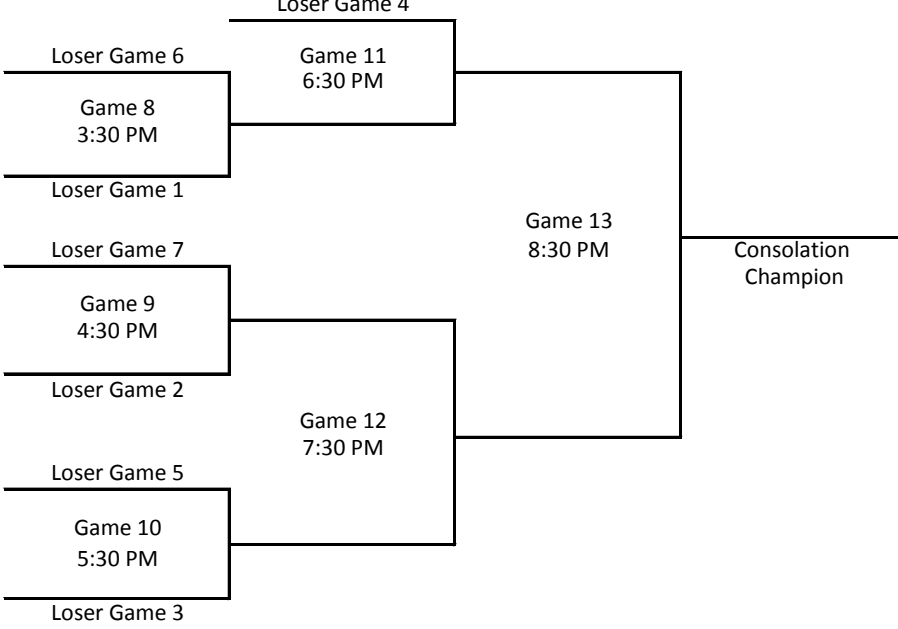 Loser Game 4
Loser Game 6
Game 11
6:30 PM
Game 8
3:30 PM
Loser Game 1
Game 13
8:30 PM
Loser Game 7
Consolation
Champion
Game 9
4:30 PM
Loser Game 2
Game 12
7:30 PM
Loser Game 5
Game 10
5:30 PM
Loser Game 3